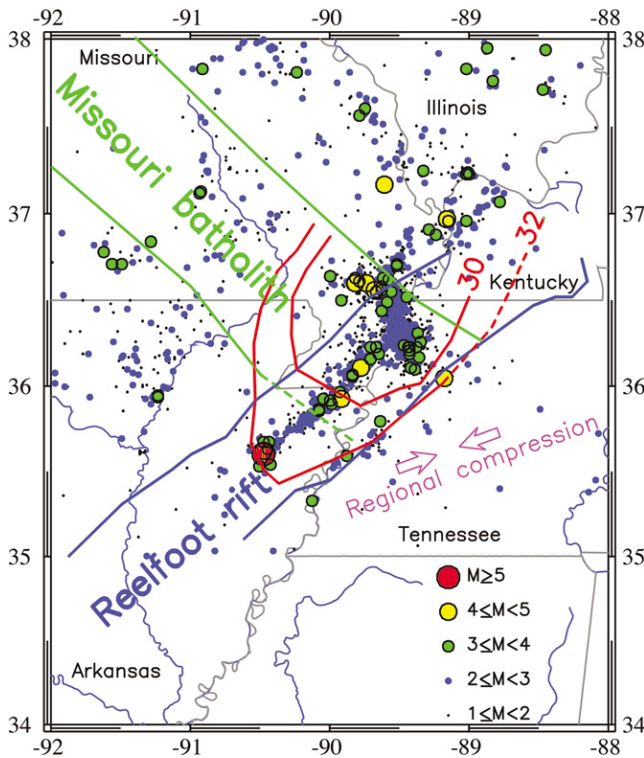 -92 -91 -90 -89 -88
38 38
Missouri
Illinois
Missouri batholith
37 37
30
32
Kentucky
36 36
Regional compression
Reelfoot rift
35 35
Tennessee
M≥5
4≤M<5
3≤M<4
Arkansas
2≤M<3
1≤M<2
34 34
-92 -91 -90 -89 -88